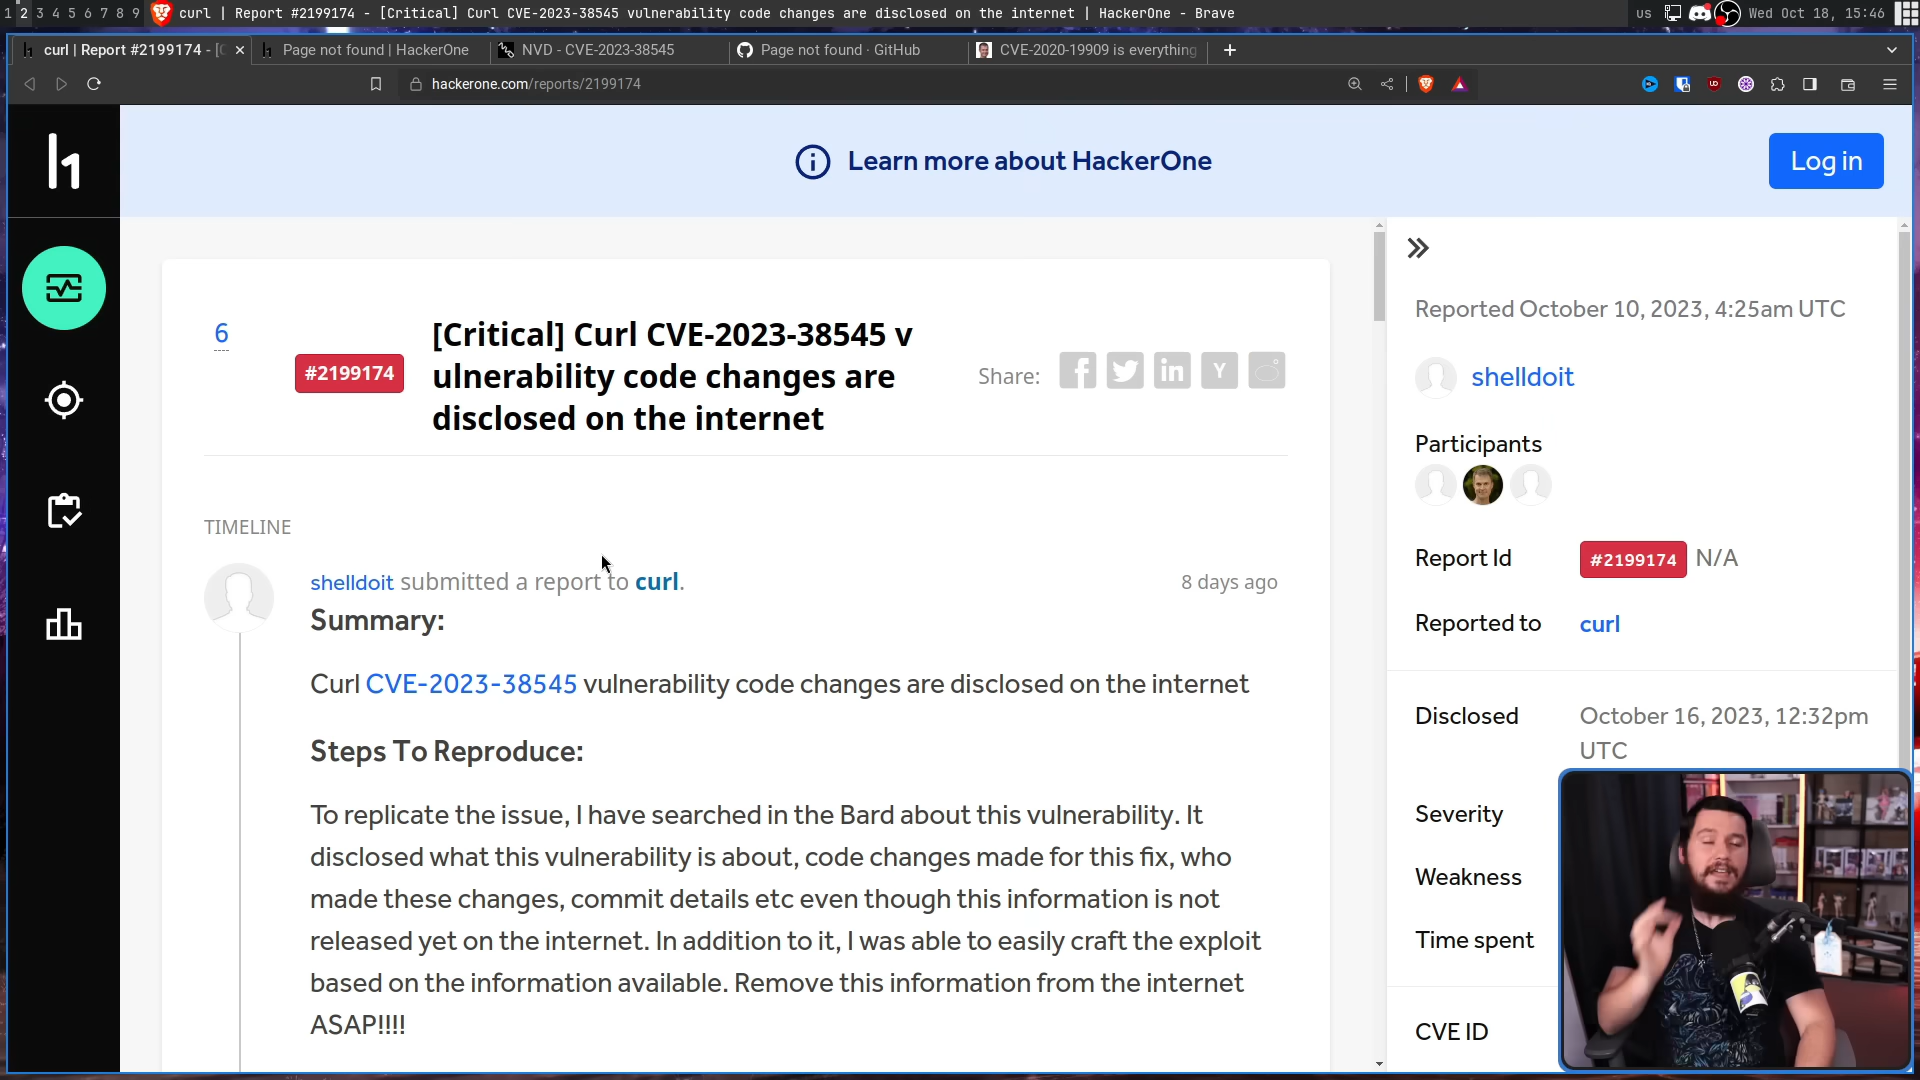 1 2 3 4 5 6 7 8 9 curl | Report #2199174 - [Critical] Curl CVE-2023-38545 vulnerability code changes are disclosed on the internet | HackerOne - Brave us Wed Oct 18, 15:46
curl | Report #2199174 - [C Page not found | HackerOne NVD - CVE-2023-38545 Page not found · GitHub CVE-2020-19909 is everything
hackerone.com/reports/2199174
Learn more about HackerOne
Log in
6
#2199174
[Critical] Curl CVE-2023-38545 v
ulnerability code changes are
disclosed on the internet
Share:
TIMELINE
shelldoit submitted a report to curl. 8 days ago
Summary:
Curl CVE-2023-38545 vulnerability code changes are disclosed on the internet
Steps To Reproduce:
To replicate the issue, I have searched in the Bard about this vulnerability. It
disclosed what this vulnerability is about, code changes made for this fix, who
made these changes, commit details etc even though this information is not
released yet on the internet. In addition to it, I was able to easily craft the exploit
based on the information available. Remove this information from the internet
ASAP!!!!
Reported October 10, 2023, 4:25am UTC
shelldoit
Participants
Report Id #2199174 N/A
Reported to curl
Disclosed October 16, 2023, 12:32pm
UTC
Severity
Weakness
Time spent
CVE ID